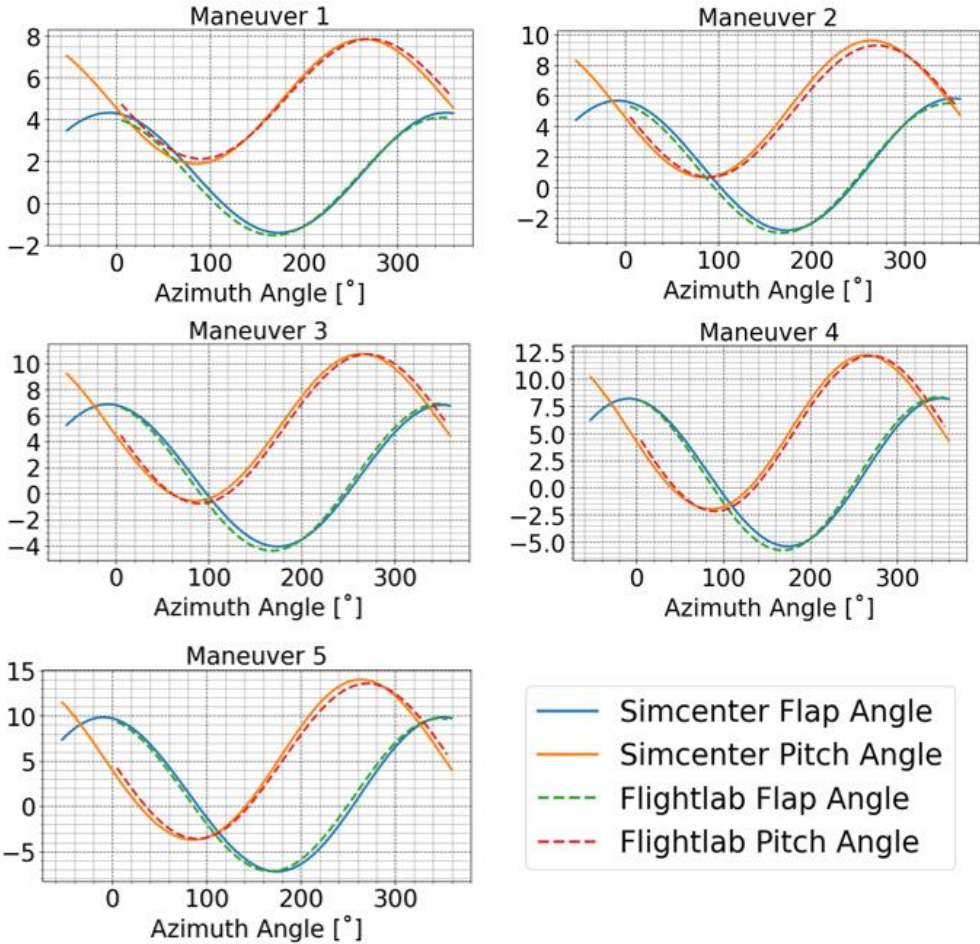 Maneuver 1
8
6
4
2
0
−2
0 100 200 300
Azimuth Angle [˚]
Maneuver 2
10
8
6
4
2
0
−2
0 100 200 300
Azimuth Angle [˚]
Maneuver 3
10
8
6
4
2
0
−2
−4
0 100 200 300
Azimuth Angle [˚]
Maneuver 4
12.5
10.0
7.5
5.0
2.5
0.0
−2.5
−5.0
0 100 200 300
Azimuth Angle [˚]
Maneuver 5
15
10
5
0
−5
0 100 200 300
Azimuth Angle [˚]
Simcenter Flap Angle
Simcenter Pitch Angle
Flightlab Flap Angle
Flightlab Pitch Angle